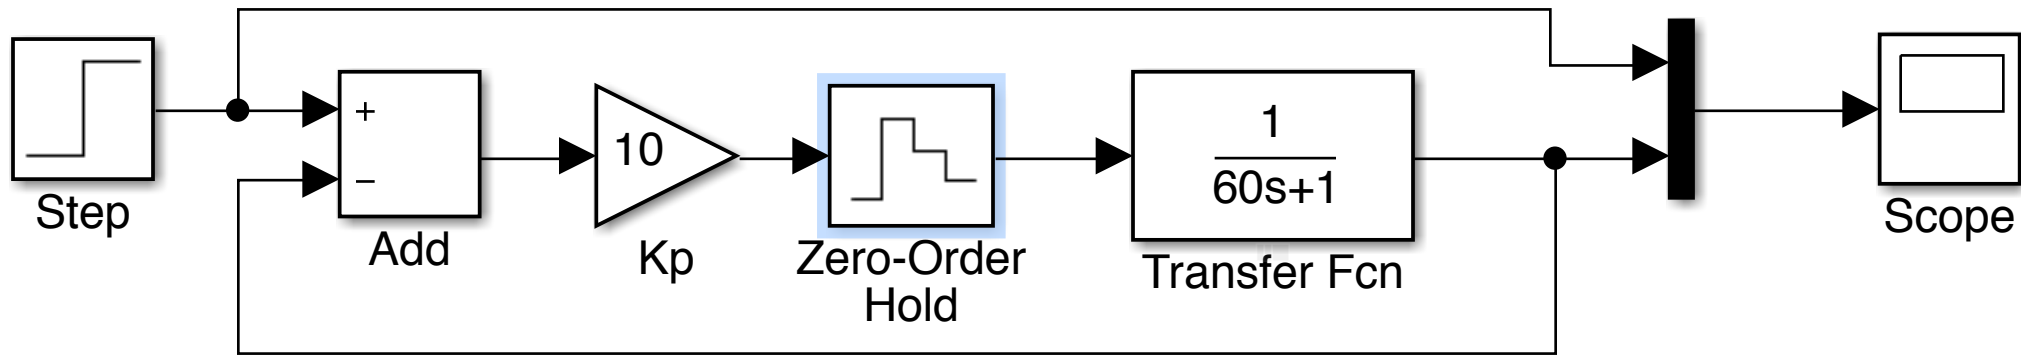 Step
+
−
Add
10
Kp
Zero-Order
Hold
1
60s+1
Transfer Fcn
Scope